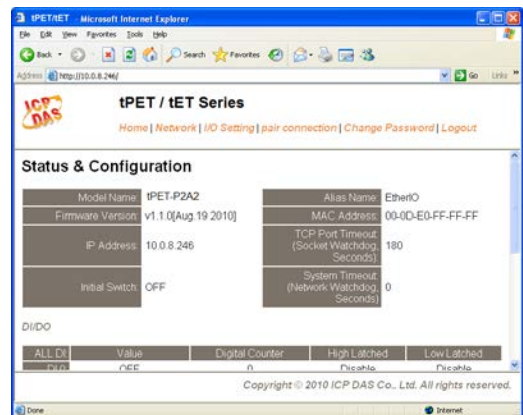 tPET/tET - Microsoft Internet Explorer
File Edit View Favorites Tools Help
Back Search Favorites
Address http://10.0.8.246/ Go Links »
ICP DAS
tPET / tET Series
Home | Network | I/O Setting | pair connection | Change Password | Logout
Status & Configuration
Model Name: tPET-P2A2 Alias Name: EtherIO
Firmware Version: v1.1.0[Aug.19 2010] MAC Address: 00-0D-E0-FF-FF-FF
IP Address: 10.0.8.246 TCP Port Timeout (Socket Watchdog, Seconds): 180
Initial Switch: OFF System Timeout (Network Watchdog, Seconds) 0
DI/DO
ALL DI: Value Digital Counter High Latched Low Latched
DI0: OFF 0 Disable Disable
Copyright © 2010 ICP DAS Co., Ltd. All rights reserved.
Done Internet